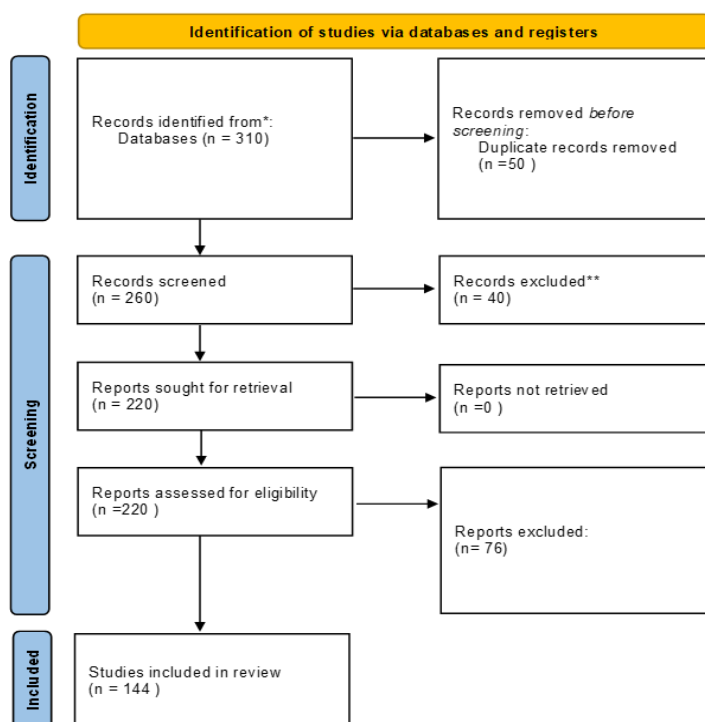 Identification of studies via databases and registers
Identification
Records identified from*:
Databases (n = 310)
Records removed before
screening:
Duplicate records removed
(n =50 )
Screening
Records screened
(n = 260)
Records excluded**
(n = 40)
Reports sought for retrieval
(n = 220)
Reports not retrieved
(n =0 )
Reports assessed for eligibility
(n =220 )
Reports excluded:
(n= 76)
Included
Studies included in review
(n = 144 )